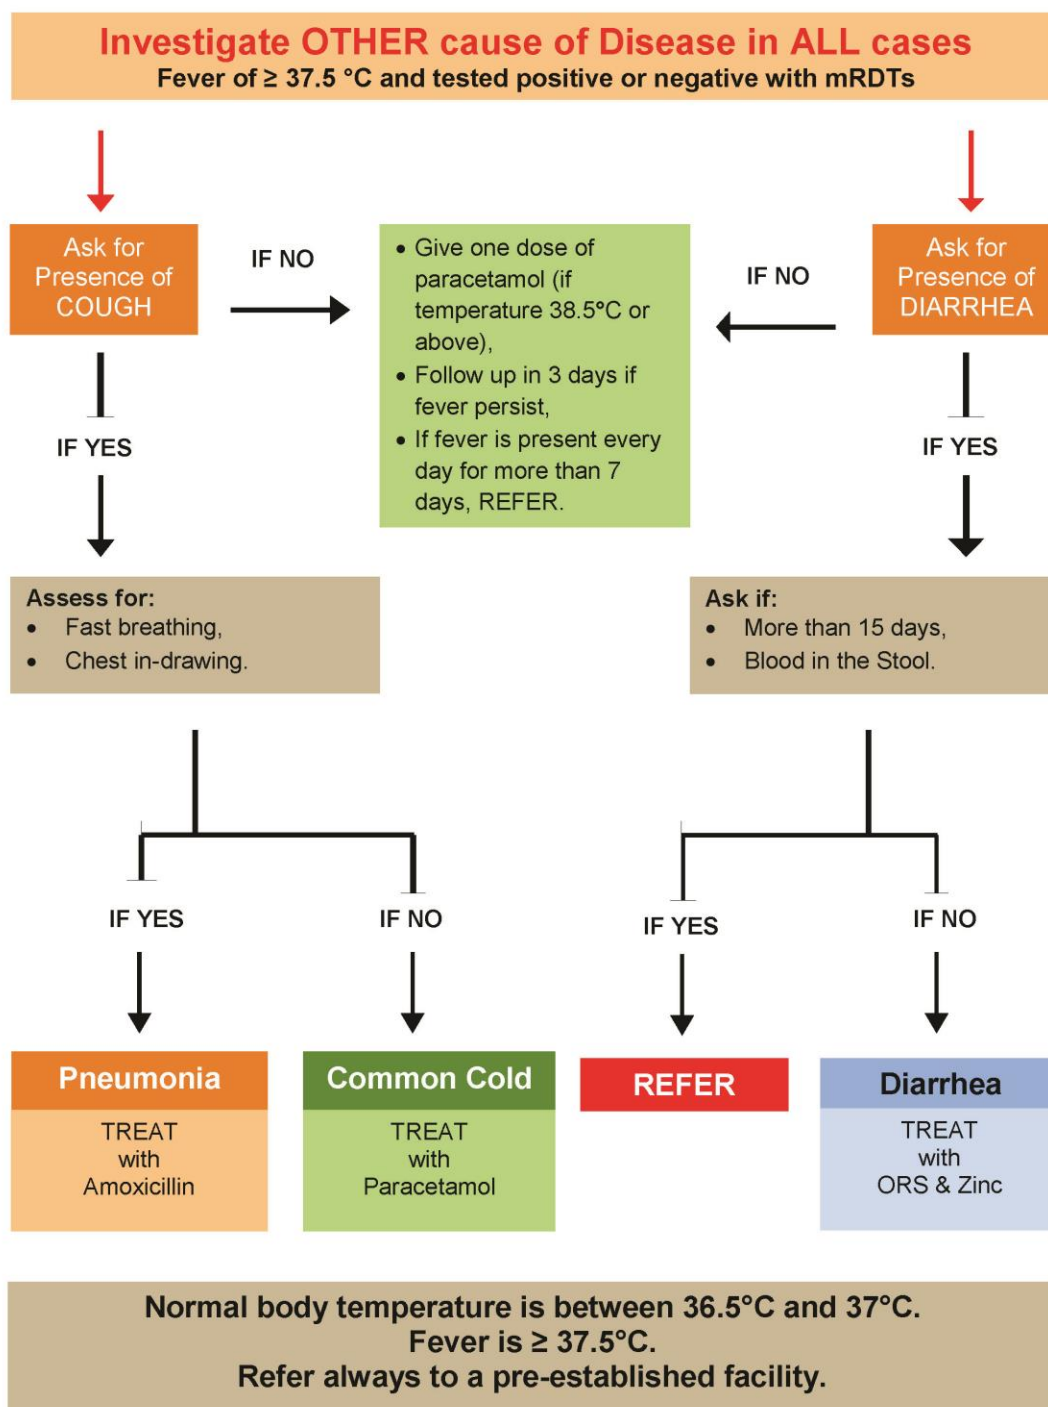 Investigate OTHER cause of Disease in ALL cases
Fever of ≥ 37.5 °C and tested positive or negative with mRDTs
Ask for
Presence of
COUGH
IF NO
• Give one dose of
paracetamol (if
temperature 38.5°C or
above),
• Follow up in 3 days if
fever persist,
• If fever is present every
day for more than 7
days, REFER.
IF NO
Ask for
Presence of
DIARRHEA
IF YES
IF YES
Assess for:
• Fast breathing,
• Chest in-drawing.
Ask if:
• More than 15 days,
• Blood in the Stool.
IF YES
IF NO
IF YES
IF NO
Pneumonia
TREAT
with
Amoxicillin
Common Cold
TREAT
with
Paracetamol
REFER
Diarrhea
TREAT
with
ORS & Zinc
Normal body temperature is between 36.5°C and 37°C.
Fever is ≥ 37.5°C.
Refer always to a pre-established facility.